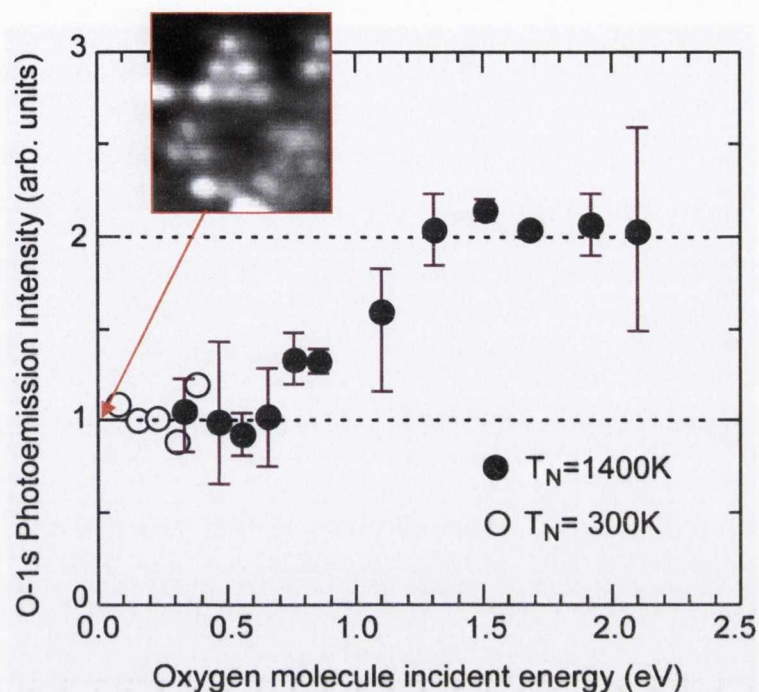 3
2
1
0
0.0 0.5 1.0 1.5 2.0 2.5
O-1s Photoemission Intensity (arb. units)
Oxygen molecule incident energy (eV)
T_N=1400K
T_N= 300K